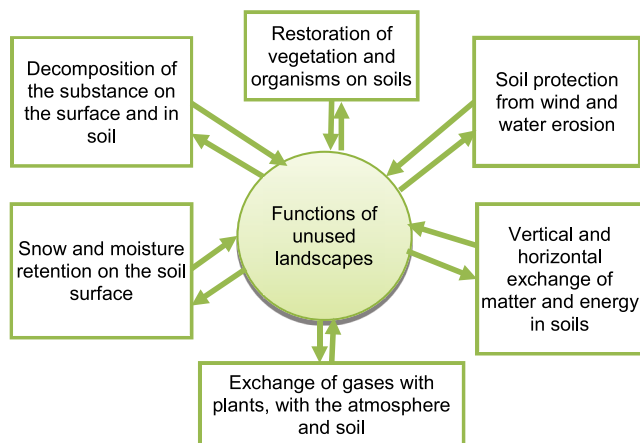 Restoration of
vegetation and
organisms on soils
Decomposition of
the substance on
the surface and in
soil
Soil protection
from wind and
water erosion
Functions of
unused
landscapes
Snow and moisture
retention on the soil
surface
Vertical and
horizontal
exchange of
matter and energy
in soils
Exchange of gases with
plants, with the atmosphere
and soil